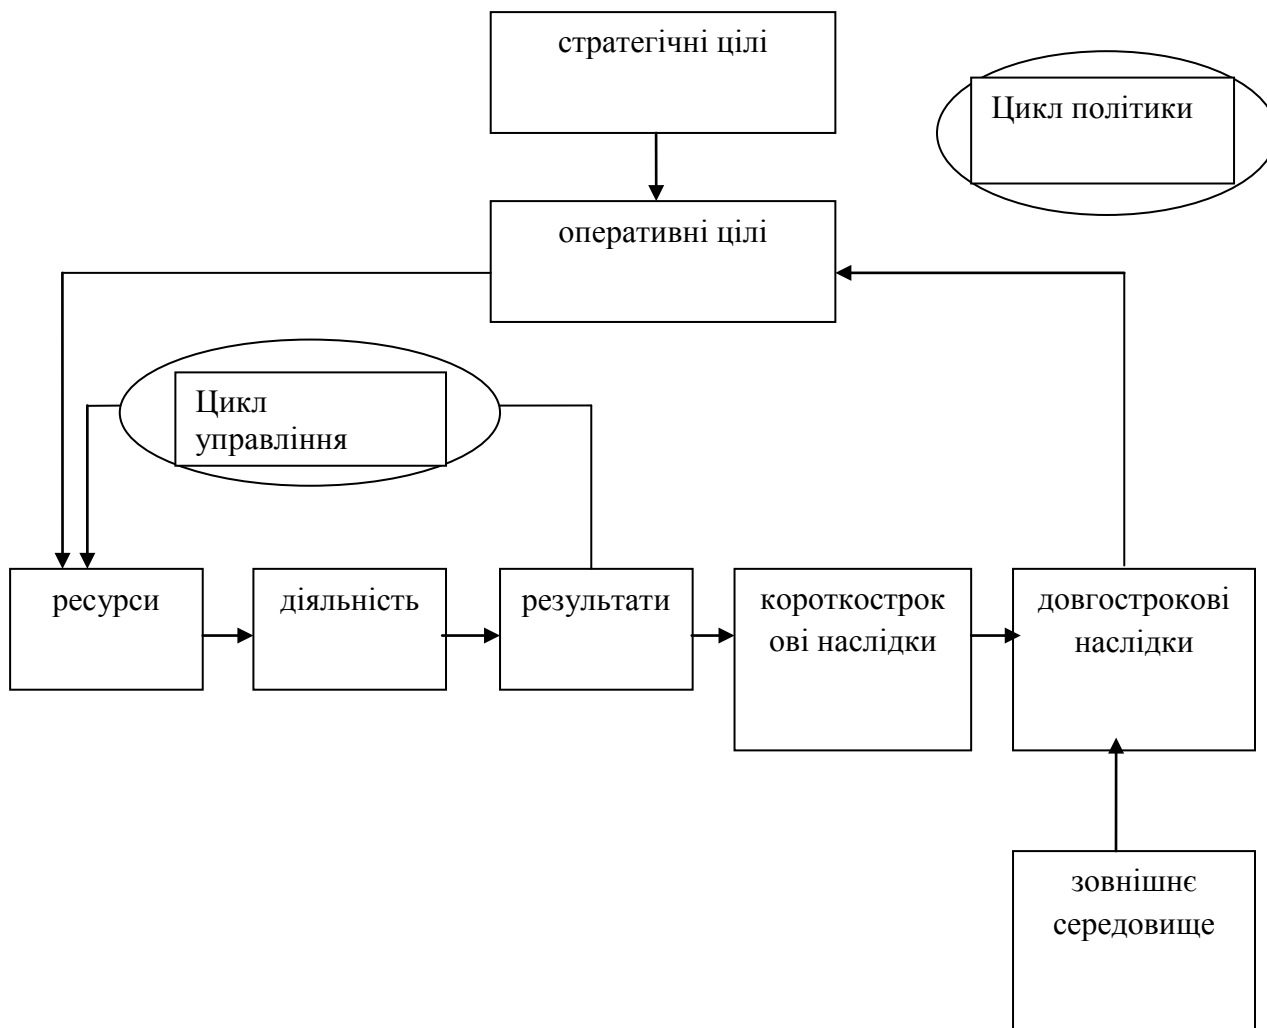 стратегічні цілі
Цикл політики
оперативні цілі
Цикл
управління
ресурси
діяльність
результати
короткострок
ові наслідки
довгострокові
наслідки
зовнішнє
середовище